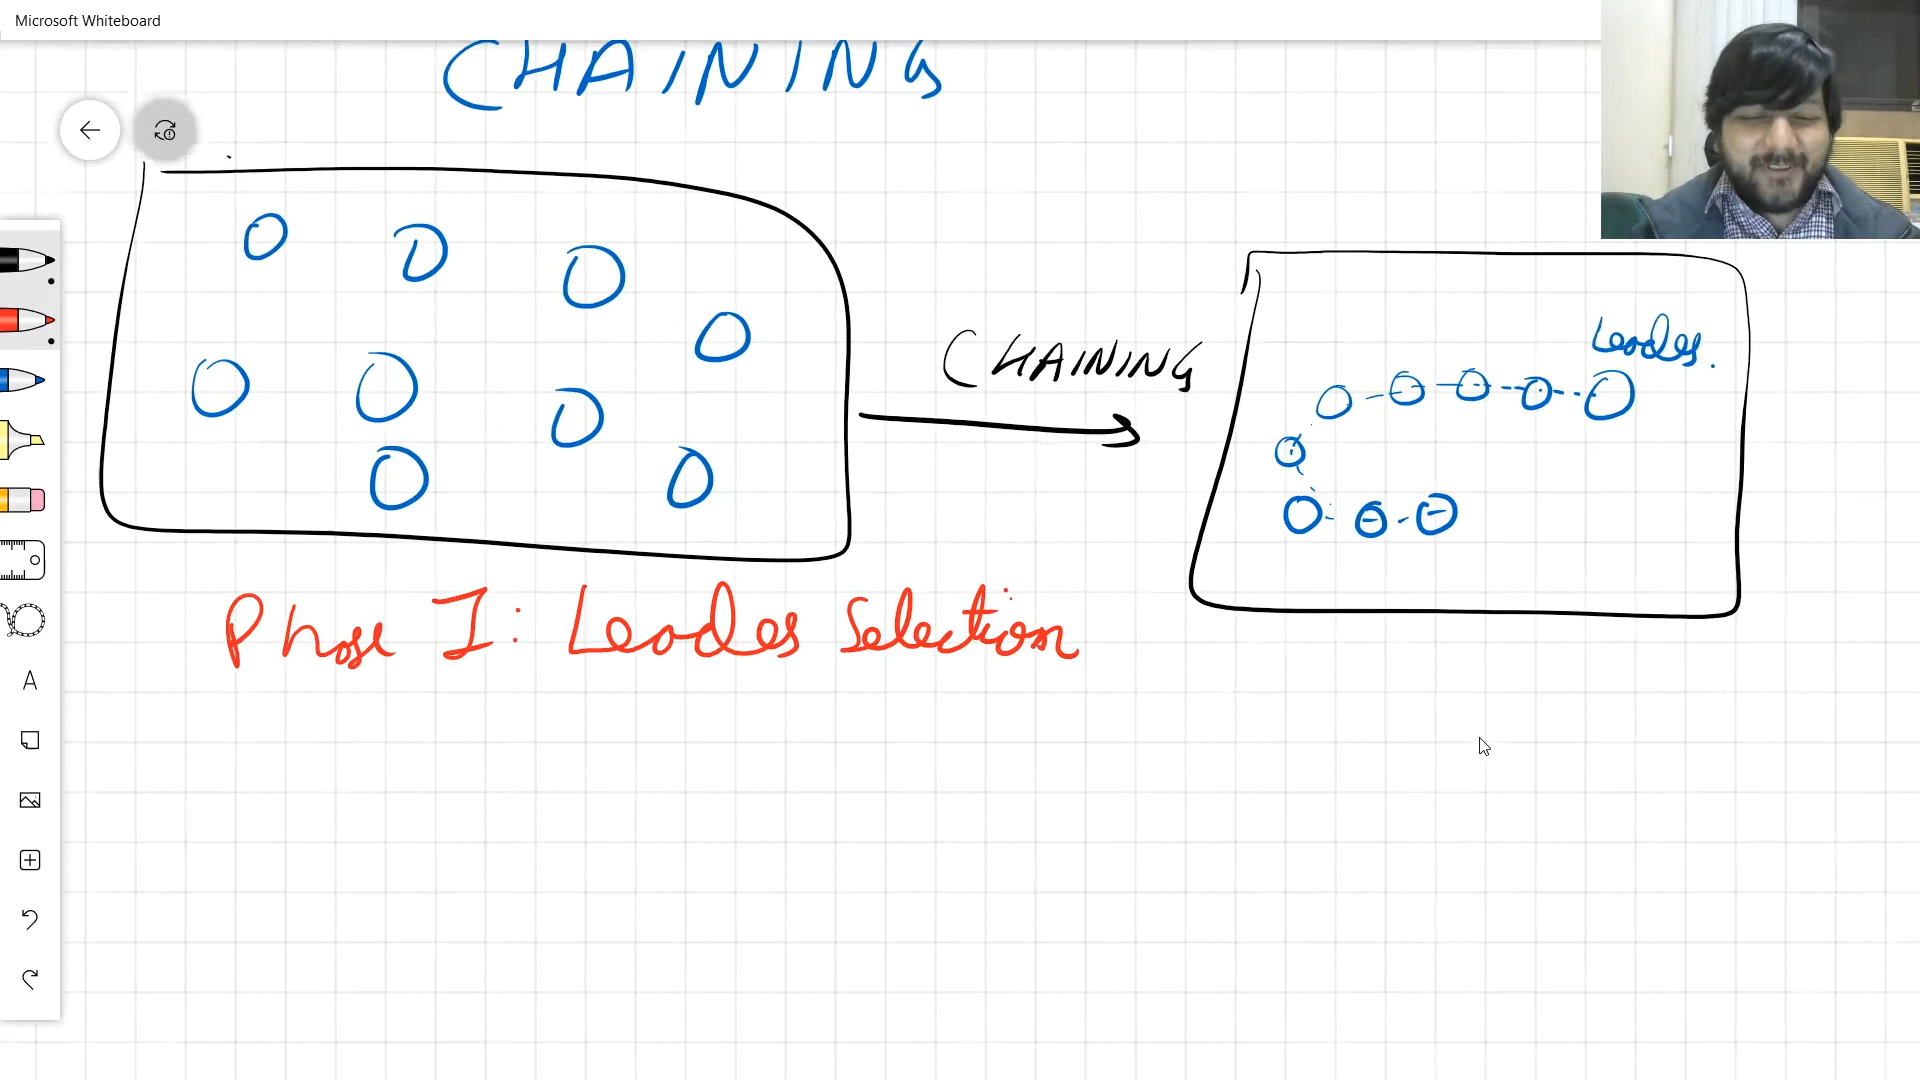 Microsoft Whiteboard
CHAINING
CHAINING
Leader.
Phase I: Leader Selection
A